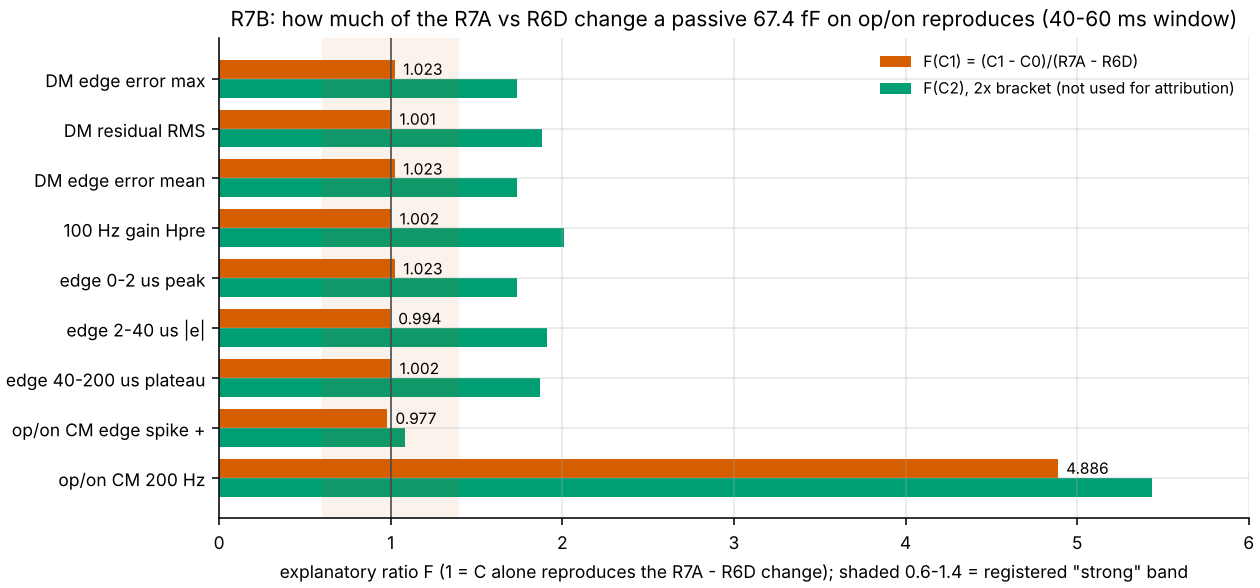 R7B: how much of the R7A vs R6D change a passive 67.4 fF on op/on reproduces (40-60 ms window)
F(C1) = (C1 - C0)/(R7A - R6D)
F(C2), 2x bracket (not used for attribution)
DM edge error max
1.023
DM residual RMS
1.001
DM edge error mean
1.023
100 Hz gain Hpre
1.002
edge 0-2 us peak
1.023
edge 2-40 us |e|
0.994
edge 40-200 us plateau
1.002
op/on CM edge spike +
0.977
op/on CM 200 Hz
4.886
0 1 2 3 4 5 6
explanatory ratio F (1 = C alone reproduces the R7A - R6D change); shaded 0.6-1.4 = registered "strong" band